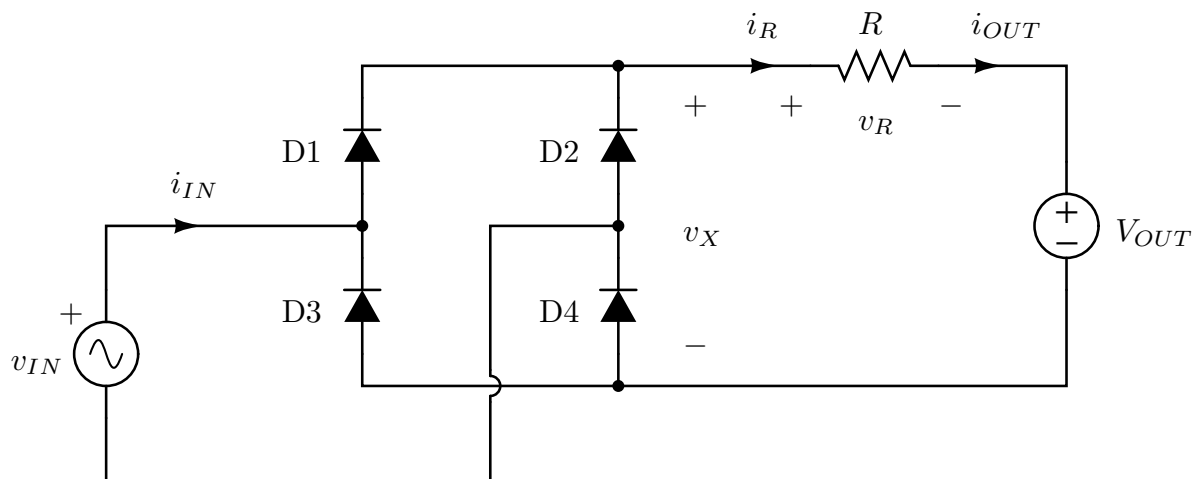 i_R R i_OUT
+ + −
v_R
D1 D2
i_IN
v_X
+
−
V_OUT
D3 D4
+
−
v_IN